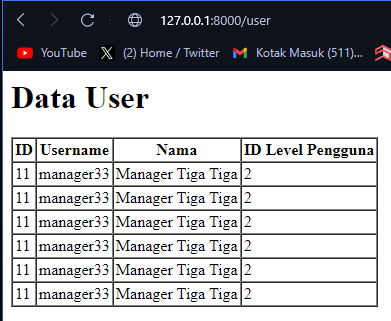 127.0.0.1:8000/user
YouTube (2) Home / Twitter Kotak Masuk (511)...
Data User
ID Username Nama ID Level Pengguna
11 manager33 Manager Tiga Tiga 2
11 manager33 Manager Tiga Tiga 2
11 manager33 Manager Tiga Tiga 2
11 manager33 Manager Tiga Tiga 2
11 manager33 Manager Tiga Tiga 2
11 manager33 Manager Tiga Tiga 2